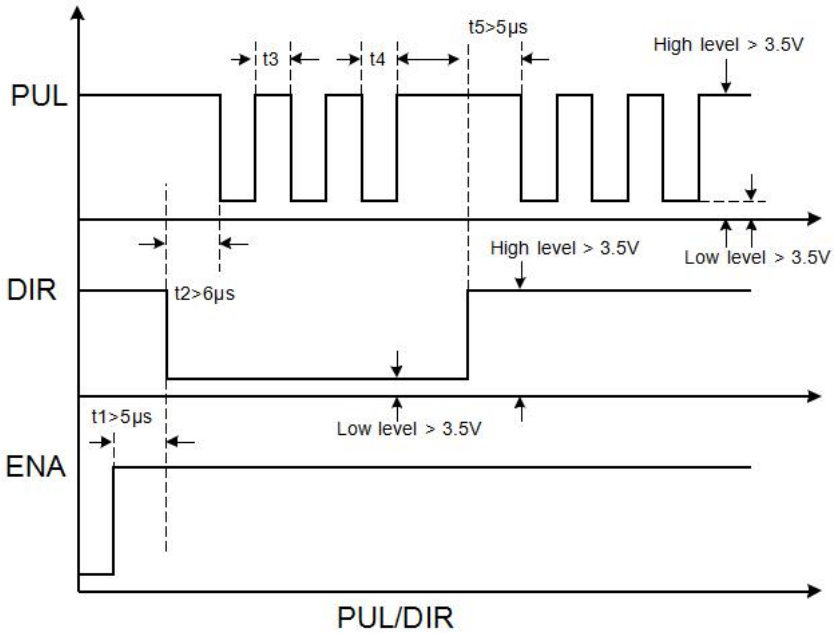 t5>5µs
High level > 3.5V
t3
t4
PUL
High level > 3.5V
Low level > 3.5V
DIR
t2>6µs
t1>5µs
Low level > 3.5V
ENA
PUL/DIR